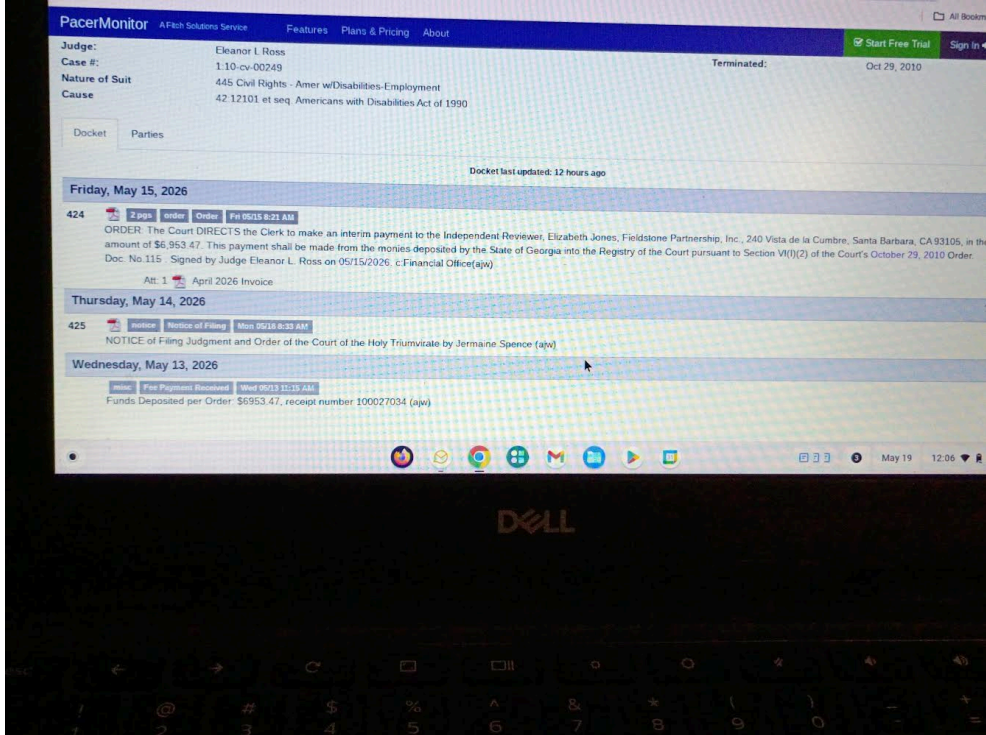 All Bookm
PacerMonitor A Fitch Solutions Service Features Plans & Pricing About Start Free Trial Sign In
Judge: Eleanor L Ross Terminated: Oct 29, 2010
Case #: 1:10-cv-00249
Nature of Suit 445 Civil Rights - Amer w/Disabilities-Employment
Cause 42:12101 et seq. Americans with Disabilities Act of 1990
Docket Parties
Docket last updated: 12 hours ago
Friday, May 15, 2026
424 2 pgs order Order Fri 05/15 8:21 AM
ORDER: The Court DIRECTS the Clerk to make an interim payment to the Independent Reviewer, Elizabeth Jones, Fieldstone Partnership, Inc., 240 Vista de la Cumbre, Santa Barbara, CA 93105, in the
amount of $6,953.47. This payment shall be made from the monies deposited by the State of Georgia into the Registry of the Court pursuant to Section VI(I)(2) of the Court's October 29, 2010 Order
Doc. No.115 . Signed by Judge Eleanor L. Ross on 05/15/2026. c:Financial Office(ajw)
Att: 1 April 2026 Invoice
Thursday, May 14, 2026
425 notice Notice of Filing Mon 05/18 8:33 AM
NOTICE of Filing Judgment and Order of the Court of the Holy Triumvirate by Jermaine Spence (ajw)
Wednesday, May 13, 2026
misc Fee Payment Received Wed 05/13 11:15 AM
Funds Deposited per Order: $6953.47, receipt number 100027034 (ajw)
May 19 12:06
DELL
esc
! @ # $ % ^ & * ( ) - +
1 2 3 4 5 6 7 8 9 0 =